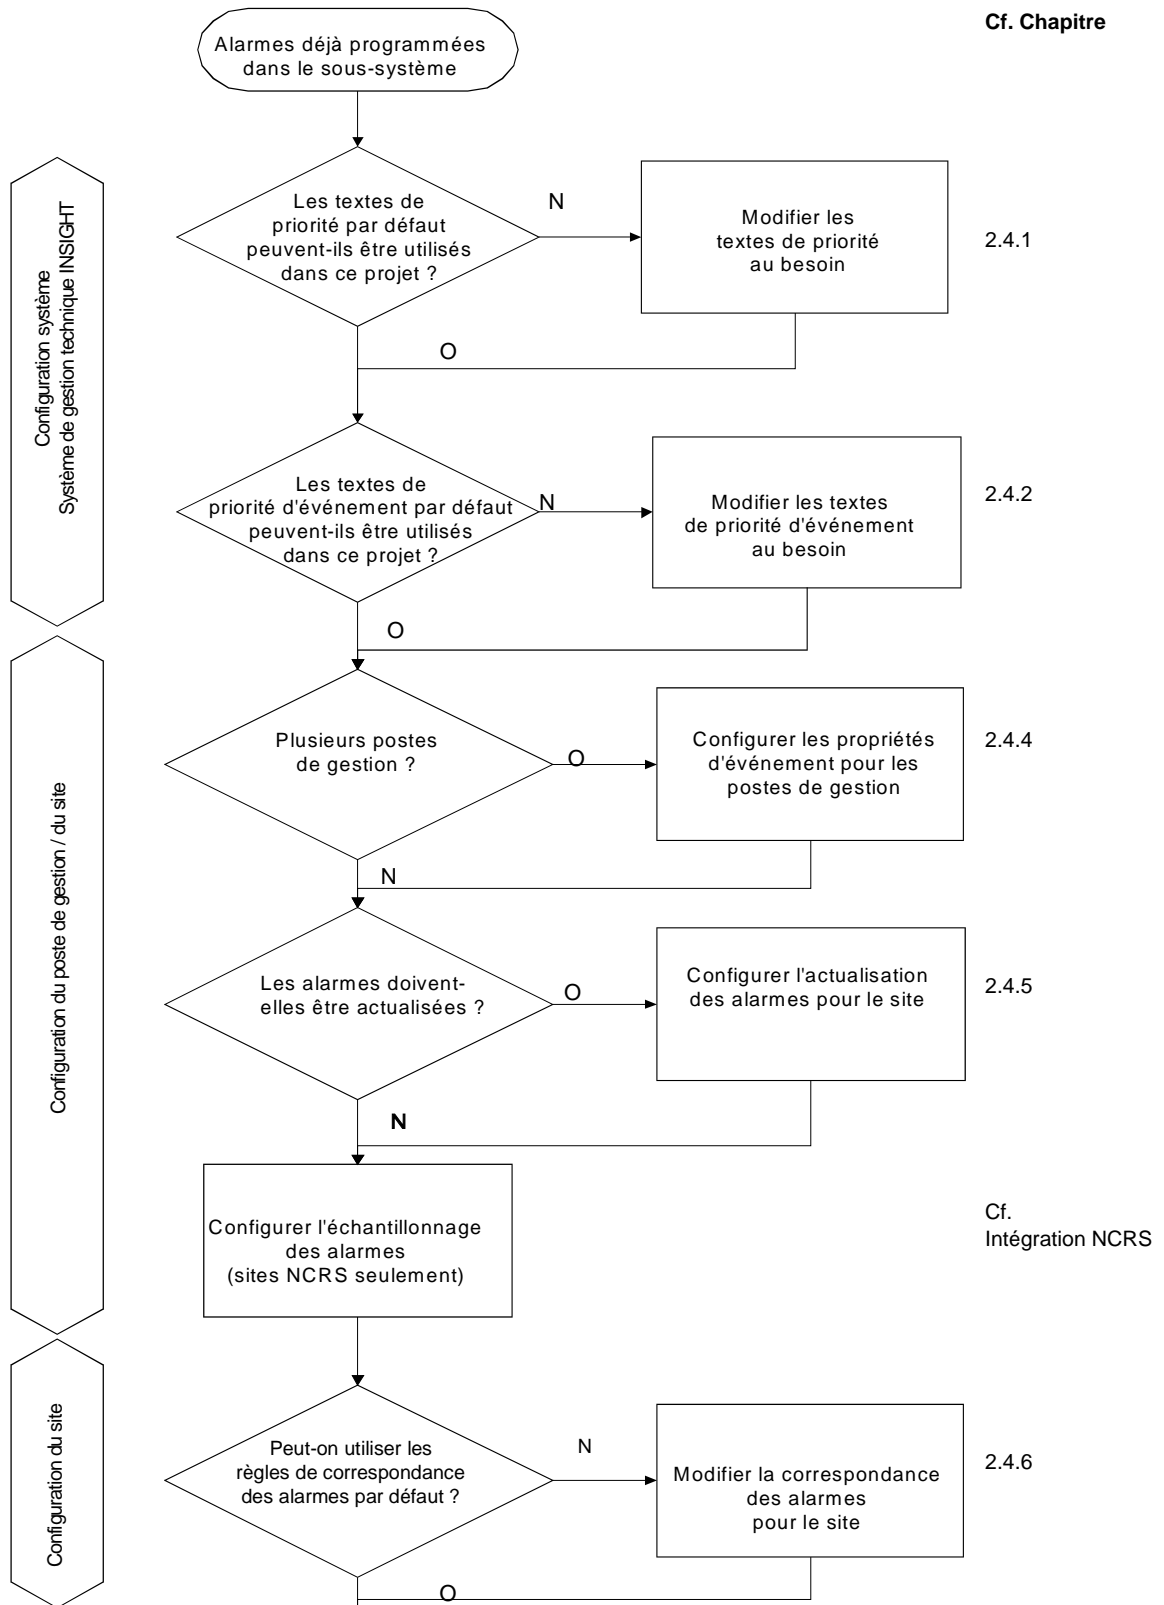 Cf. Chapitre
Alarmes déjà programmées
dans le sous-système
Configuration système
Système de gestion technique INSIGHT
Les textes de
priorité par défaut
peuvent-ils être utilisés
dans ce projet ?
N
Modifier les
textes de priorité
au besoin
2.4.1
O
Les textes de
priorité d'événement par défaut
peuvent-ils être utilisés
dans ce projet ?
N
Modifier les textes
de priorité d'événement
au besoin
2.4.2
O
Configuration du poste de gestion / du site
Plusieurs postes
de gestion ?
O
Configurer les propriétés
d'événement pour les
postes de gestion
2.4.4
N
Les alarmes doivent-
elles être actualisées ?
O
Configurer l'actualisation
des alarmes pour le site
2.4.5
N
Configurer l'échantillonnage
des alarmes
(sites NCRS seulement)
Cf.
Intégration NCRS
Configuration du site
Peut-on utiliser les
règles de correspondance
des alarmes par défaut ?
N
Modifier la correspondance
des alarmes
pour le site
2.4.6
O